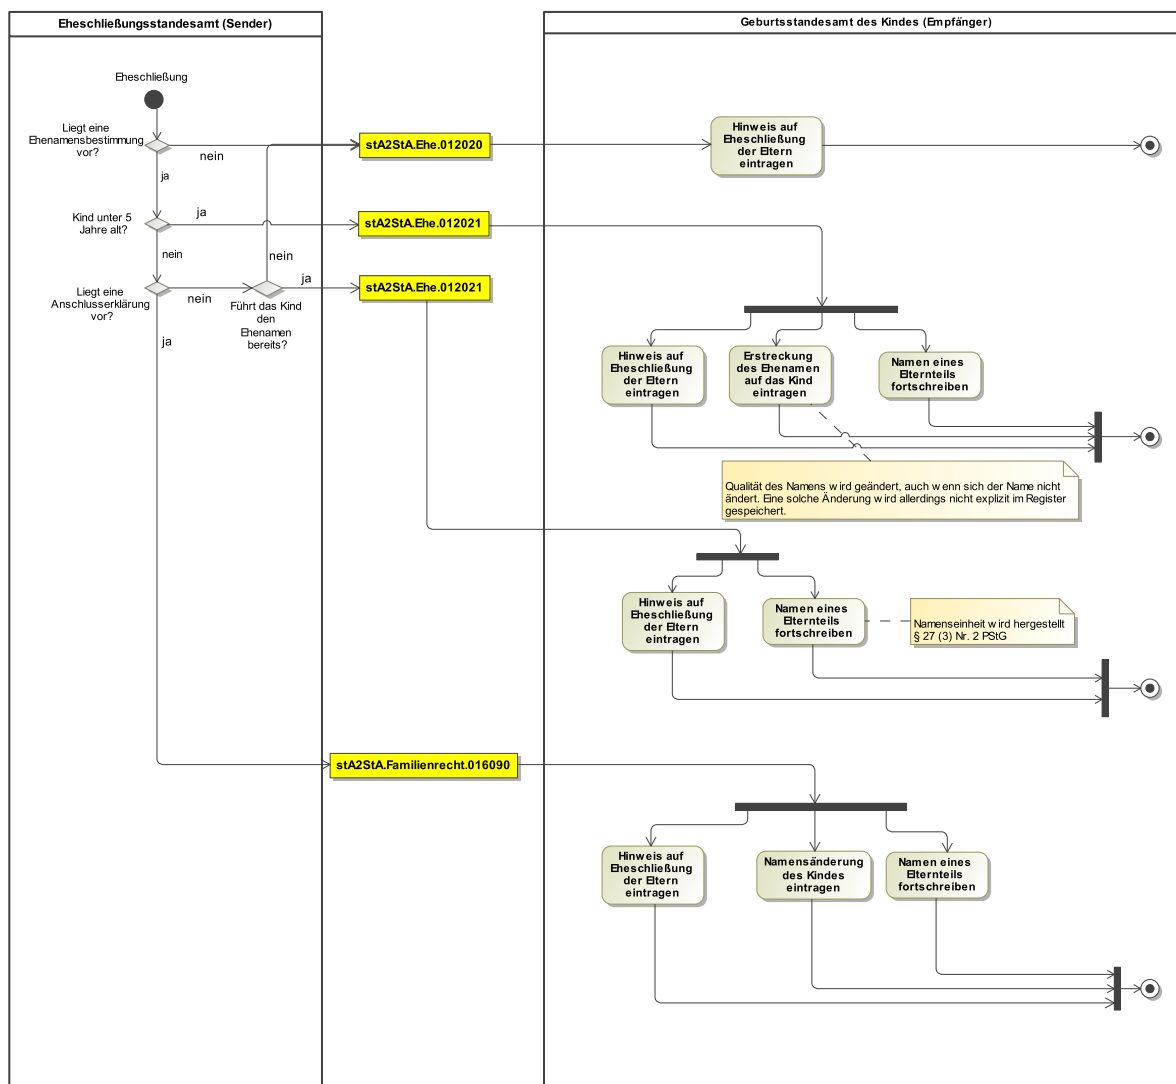 Eheschließungsstandesamt (Sender)
Geburtsstandesamt des Kindes (Empfänger)
Eheschließung
Liegt eine
Ehenamensbestimmung
vor?
nein
ja
stA2StA.Ehe.012020
Hinweis auf
Eheschließung
der Eltern
eintragen
Kind unter 5
Jahre alt?
ja
nein
stA2StA.Ehe.012021
Liegt eine
Anschlusserklärung
vor?
nein
ja
Führt das Kind
den
Ehenamen
bereits?
nein
ja
stA2StA.Ehe.012021
Hinweis auf
Eheschließung
der Eltern
eintragen
Erstreckung
des Ehenamen
auf das Kind
eintragen
Namen eines
Elternteils
fortschreiben
Qualität des Namens wird geändert, auch wenn sich der Name nicht
ändert. Eine solche Änderung wird allerdings nicht explizit im Register
gespeichert.
Hinweis auf
Eheschließung
der Eltern
eintragen
Namen eines
Elternteils
fortschreiben
Namenseinheit wird hergestellt
§ 27 (3) Nr. 2 PStG
stA2StA.Familienrecht.016090
Hinweis auf
Eheschließung
der Eltern
eintragen
Namensänderung
des Kindes
eintragen
Namen eines
Elternteils
fortschreiben